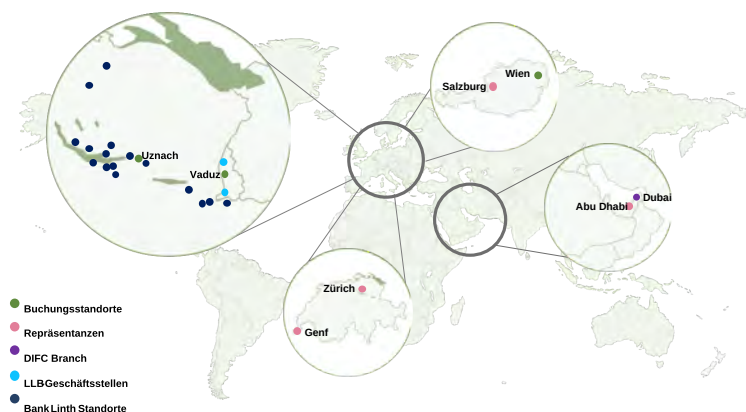 Wien
Salzburg
Uznach
Vaduz
Dubai
Abu Dhabi
Zürich
Genf
Buchungsstandorte
Repräsentanzen
DIFC Branch
LLB Geschäftsstellen
Bank Linth Standorte